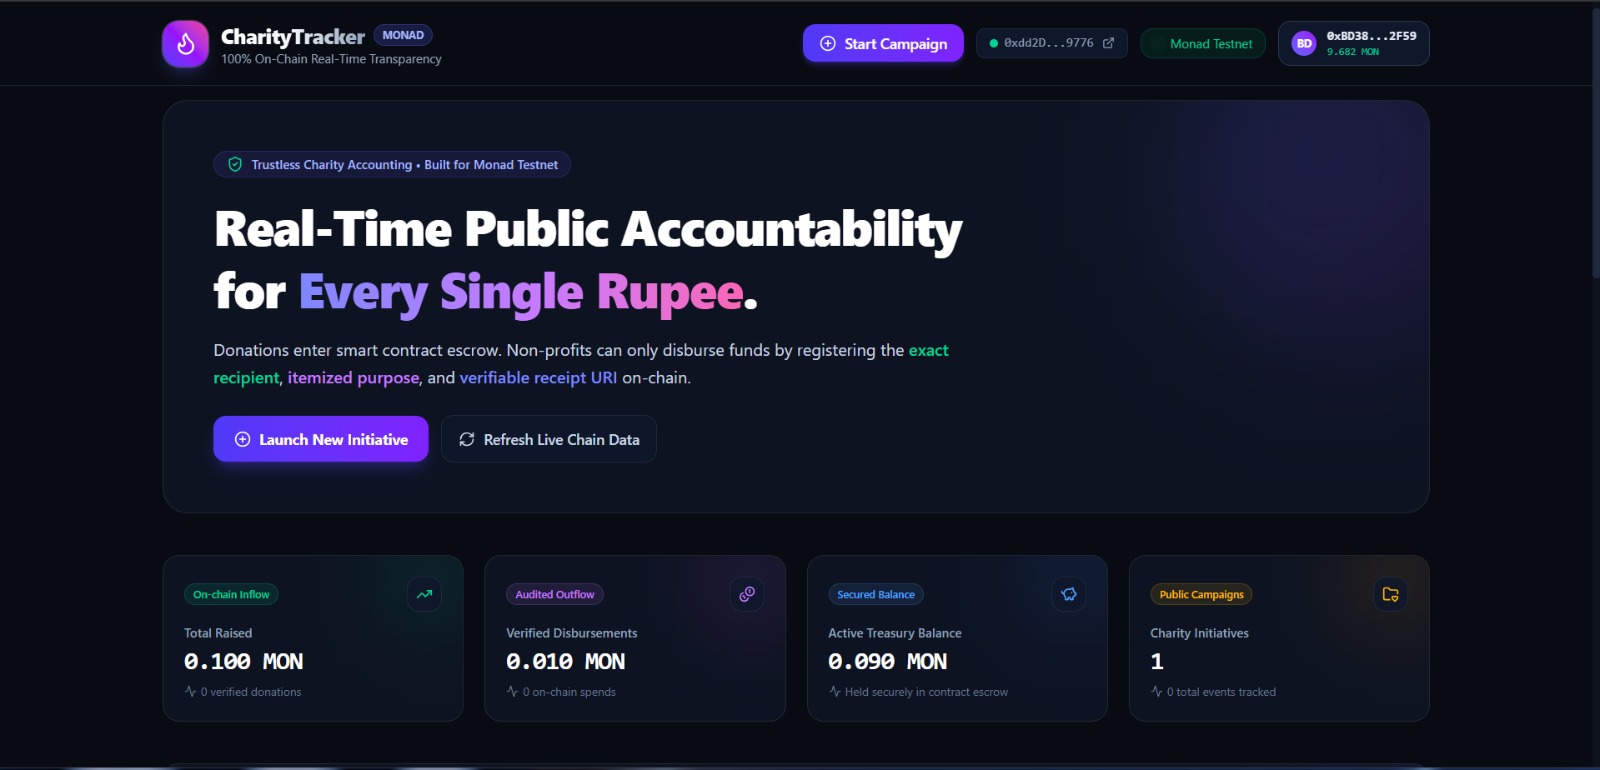 CharityTracker MONAD
100% On-Chain Real-Time Transparency
Start Campaign
0xdd2D...9776
Monad Testnet
BD
0xBD38...2F59
9.682 MON
Trustless Charity Accounting • Built for Monad Testnet
Real-Time Public Accountability
for Every Single Rupee.
Donations enter smart contract escrow. Non-profits can only disburse funds by registering the exact
recipient, itemized purpose, and verifiable receipt URI on-chain.
Launch New Initiative
Refresh Live Chain Data
On-chain Inflow
Total Raised
0.100 MON
0 verified donations
Audited Outflow
Verified Disbursements
0.010 MON
0 on-chain spends
Secured Balance
Active Treasury Balance
0.090 MON
Held securely in contract escrow
Public Campaigns
Charity Initiatives
1
0 total events tracked